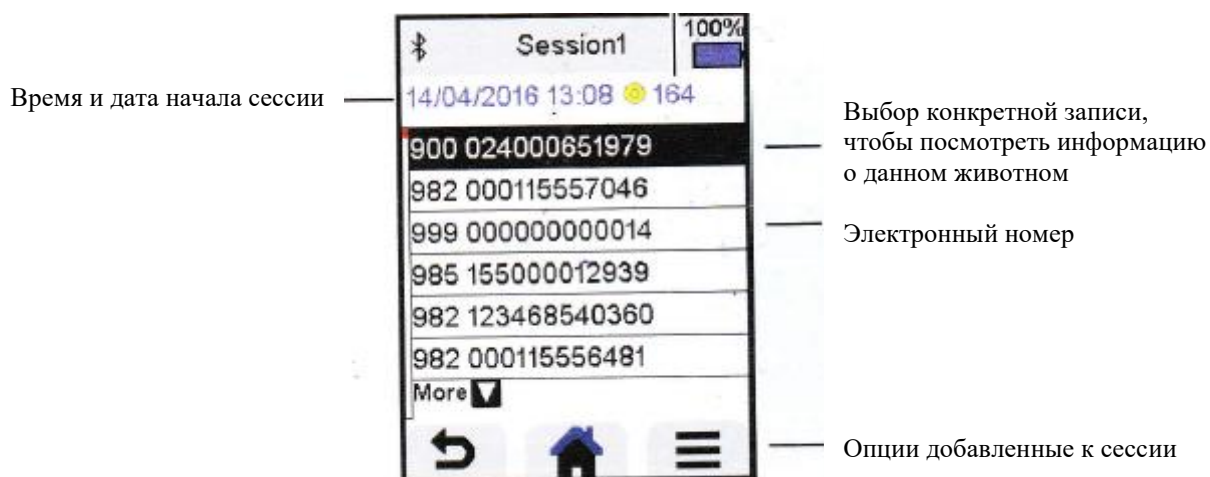 Session1
100%
Время и дата начала сессии
14/04/2016 13:08 164
900 024000651979
Выбор конкретной записи,
чтобы посмотреть информацию
о данном животном
982 000115557046
999 000000000014
Электронный номер
985 155000012939
982 123468540360
982 000115556481
More
Опции добавленные к сессии